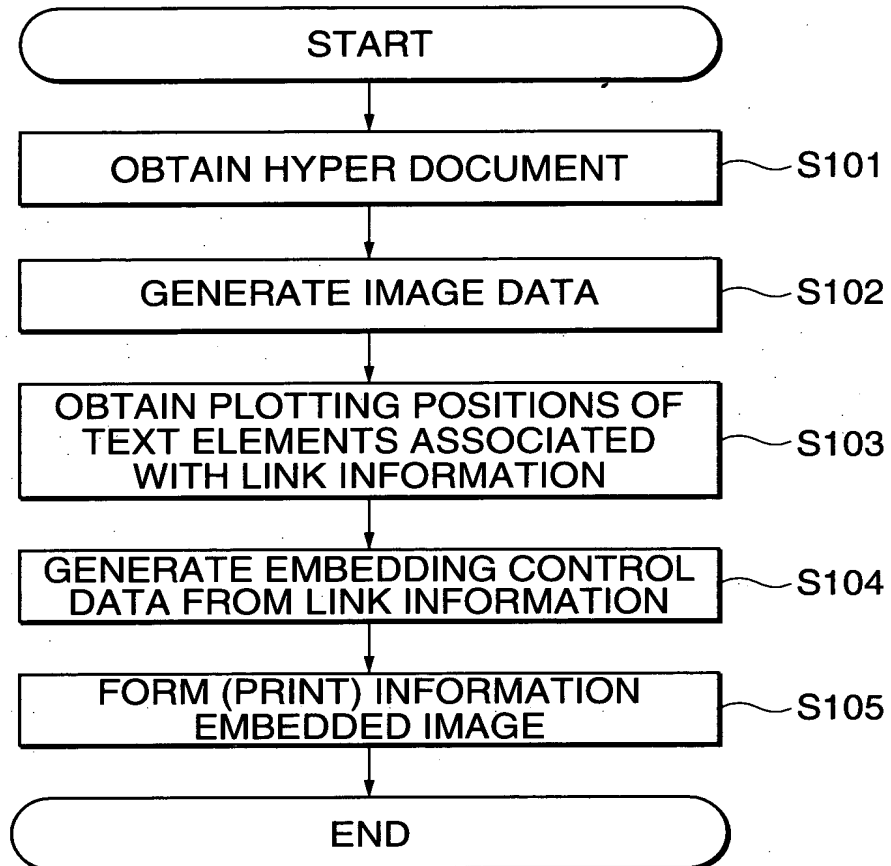 START
OBTAIN HYPER DOCUMENT
S101
GENERATE IMAGE DATA
S102
OBTAIN PLOTTING POSITIONS OF
TEXT ELEMENTS ASSOCIATED
WITH LINK INFORMATION
S103
GENERATE EMBEDDING CONTROL
DATA FROM LINK INFORMATION
S104
FORM (PRINT) INFORMATION
EMBEDDED IMAGE
S105
END